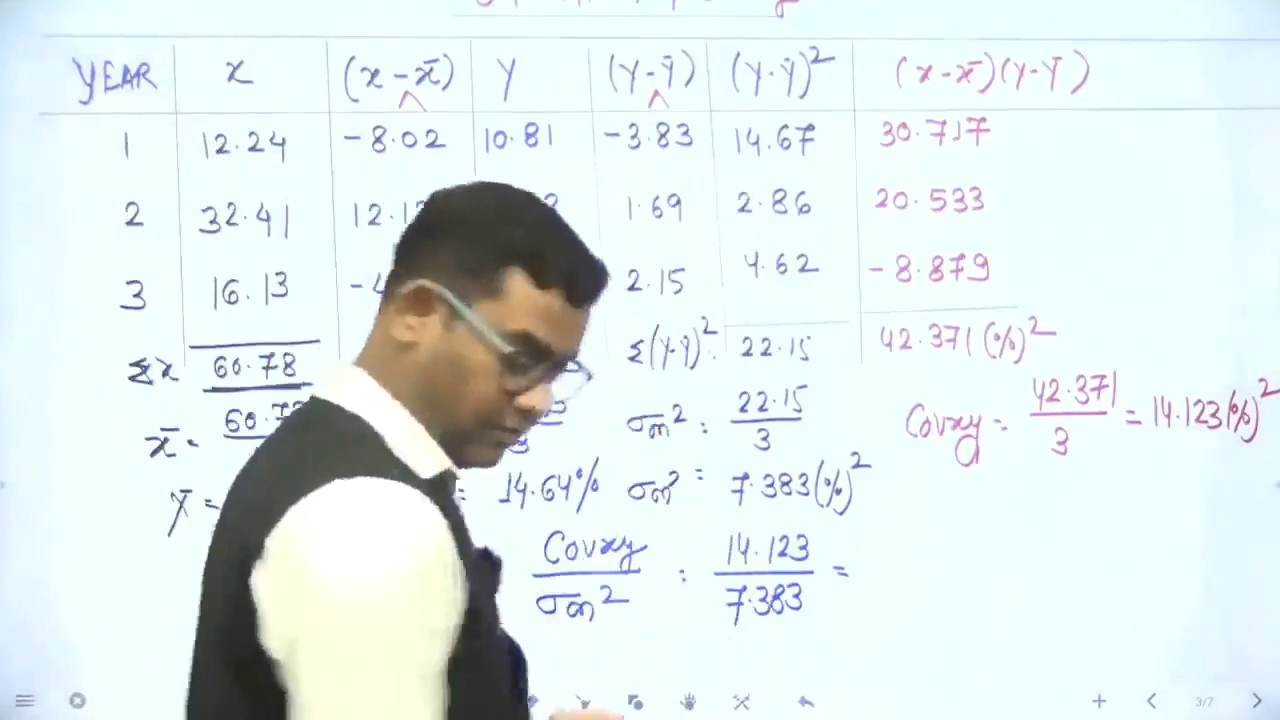 YEAR x (x-x̄) Y (Y-Ȳ) (Y-Ȳ)² (x-x̄)(Y-Ȳ)
1 12.24 -8.02 10.81 -3.83 14.67 30.717
2 32.41 1.69 2.86 20.533
3 16.13 2.15 4.62 -8.879
Σx 60.78 Σ(Y-Ȳ)² 22.15 42.371(%)²
x̄ = σm² : 22.15 / 3 Covxy = 42.371 / 3 = 14.123(%)²
= 14.64% σm² = 7.383(%)²
Covxy / σm² : 14.123 / 7.383 =
3/7